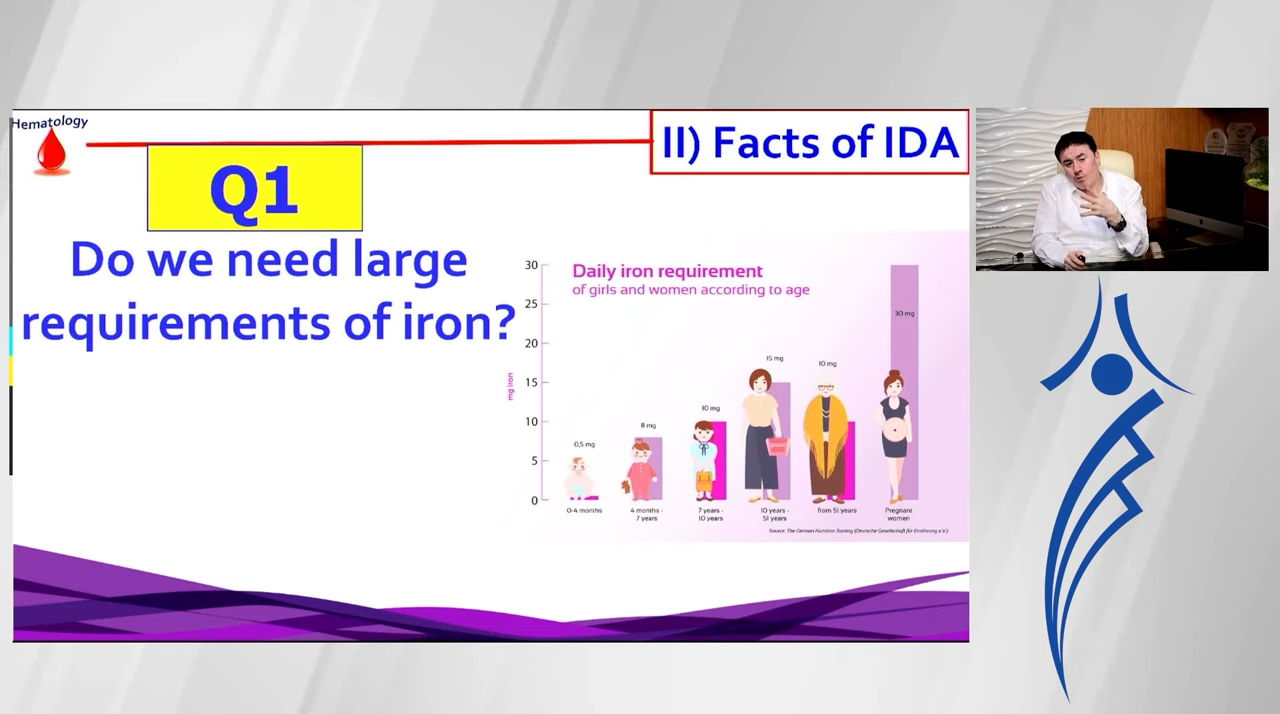 Hematology
II) Facts of IDA
Q1
Do we need large
requirements of iron?
Daily iron requirement
of girls and women according to age
mg iron
30
25
20
15
10
5
0
0,5 mg
8 mg
10 mg
15 mg
10 mg
30 mg
0-4 months
4 months -
7 years
7 years -
10 years
10 years -
51 years
from 51 years
Pregnant
women
Source: The German Nutrition Society (Deutsche Gesellschaft für Ernährung e.V.)